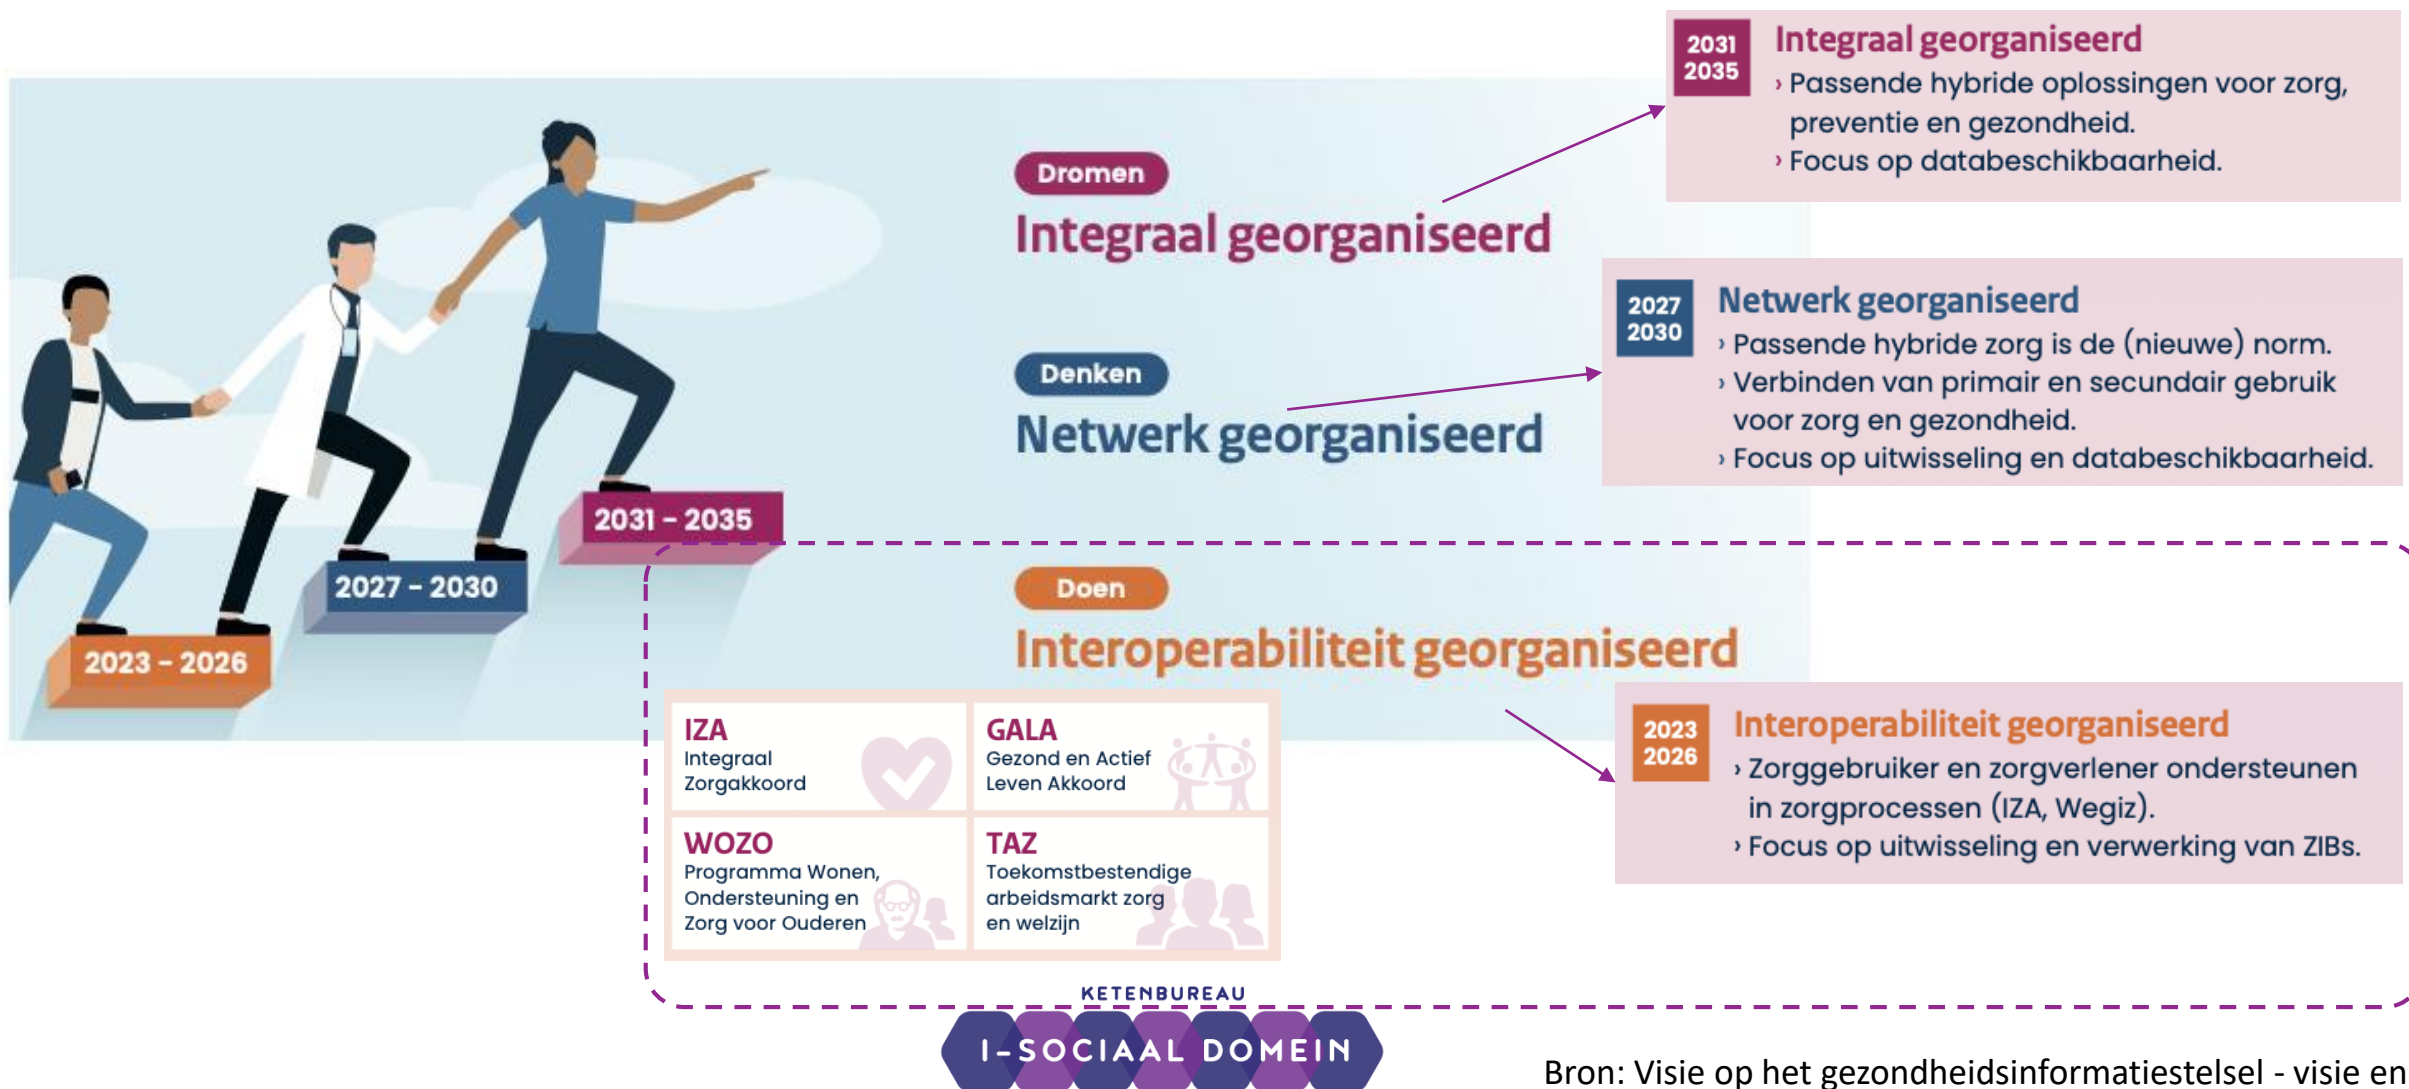 2031
2035
Integraal georganiseerd
› Passende hybride oplossingen voor zorg,
preventie en gezondheid.
› Focus op databeschikbaarheid.
Dromen
Integraal georganiseerd
2027
2030
Netwerk georganiseerd
› Passende hybride zorg is de (nieuwe) norm.
› Verbinden van primair en secundair gebruik
voor zorg en gezondheid.
› Focus op uitwisseling en databeschikbaarheid.
Denken
Netwerk georganiseerd
2031 – 2035
2027 – 2030
2023 – 2026
Doen
Interoperabiliteit georganiseerd
2023
2026
Interoperabiliteit georganiseerd
› Zorggebruiker en zorgverlener ondersteunen
in zorgprocessen (IZA, Wegiz).
› Focus op uitwisseling en verwerking van ZIBs.
IZA
Integraal
Zorgakkoord
GALA
Gezond en Actief
Leven Akkoord
WOZO
Programma Wonen,
Ondersteuning en
Zorg voor Ouderen
TAZ
Toekomstbestendige
arbeidsmarkt zorg
en welzijn
KETENBUREAU
I-SOCIAAL DOMEIN
Bron: Visie op het gezondheidsinformatiestelsel - visie en